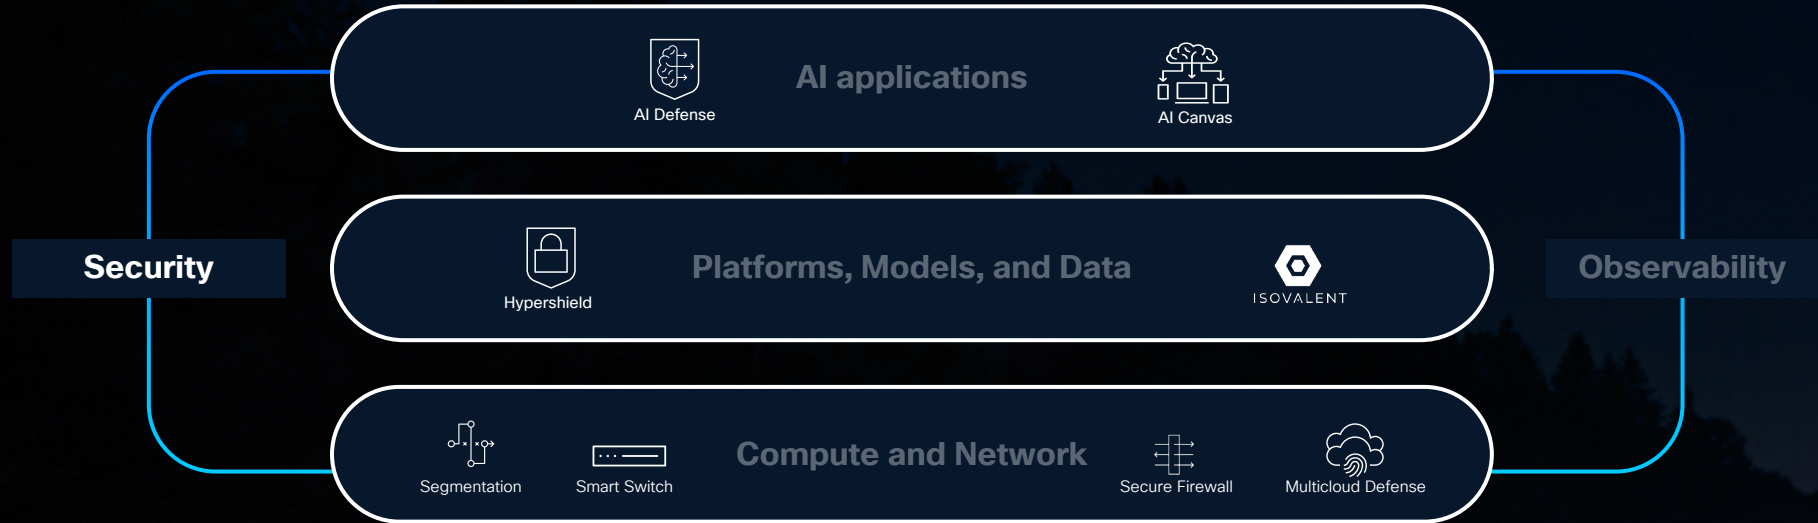 AI applications
AI Defense
AI Canvas
Security
Platforms, Models, and Data
Observability
Hypershield
ISOVALENT
Compute and Network
Segmentation
Smart Switch
Secure Firewall
Multicloud Defense